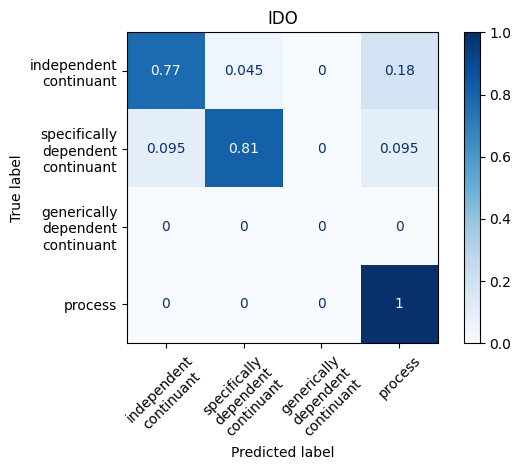 IDO
True label
independent
continuant
0.77
0.045
0
0.18
specifically
dependent
continuant
0.095
0.81
0
0.095
generically
dependent
continuant
0
0
0
0
process
0
0
0
1
independent
continuant
specifically
dependent
continuant
generically
dependent
continuant
process
Predicted label
1.0
0.8
0.6
0.4
0.2
0.0